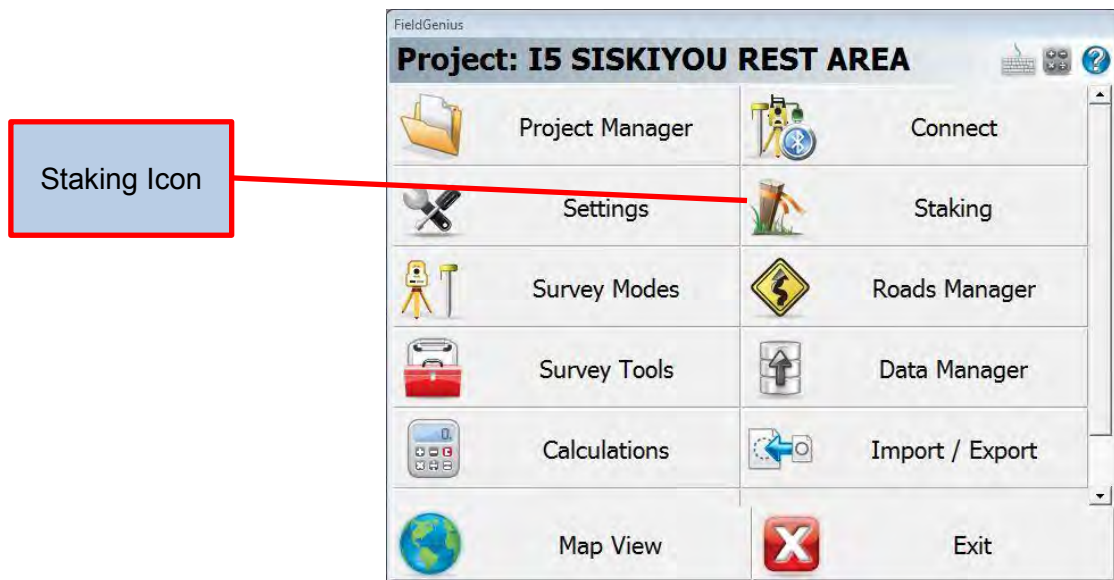 FieldGenius
Project: I5 SISKIYOU REST AREA
Staking Icon
Project Manager
Connect
Settings
Staking
Survey Modes
Roads Manager
Survey Tools
Data Manager
0.
Calculations
Import / Export
Map View
Exit